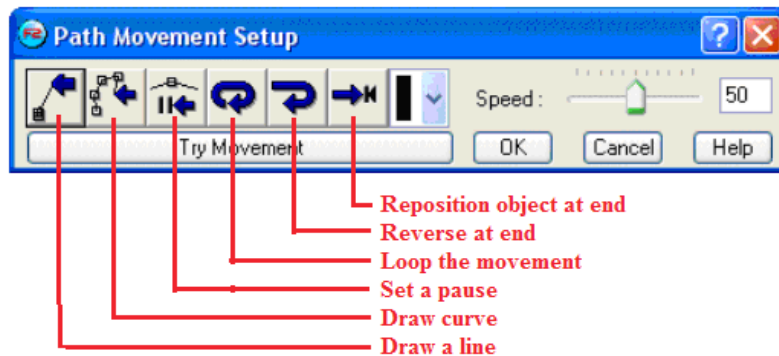 Path Movement Setup
Speed :
50
Try Movement
OK
Cancel
Help
Reposition object at end
Reverse at end
Loop the movement
Set a pause
Draw curve
Draw a line